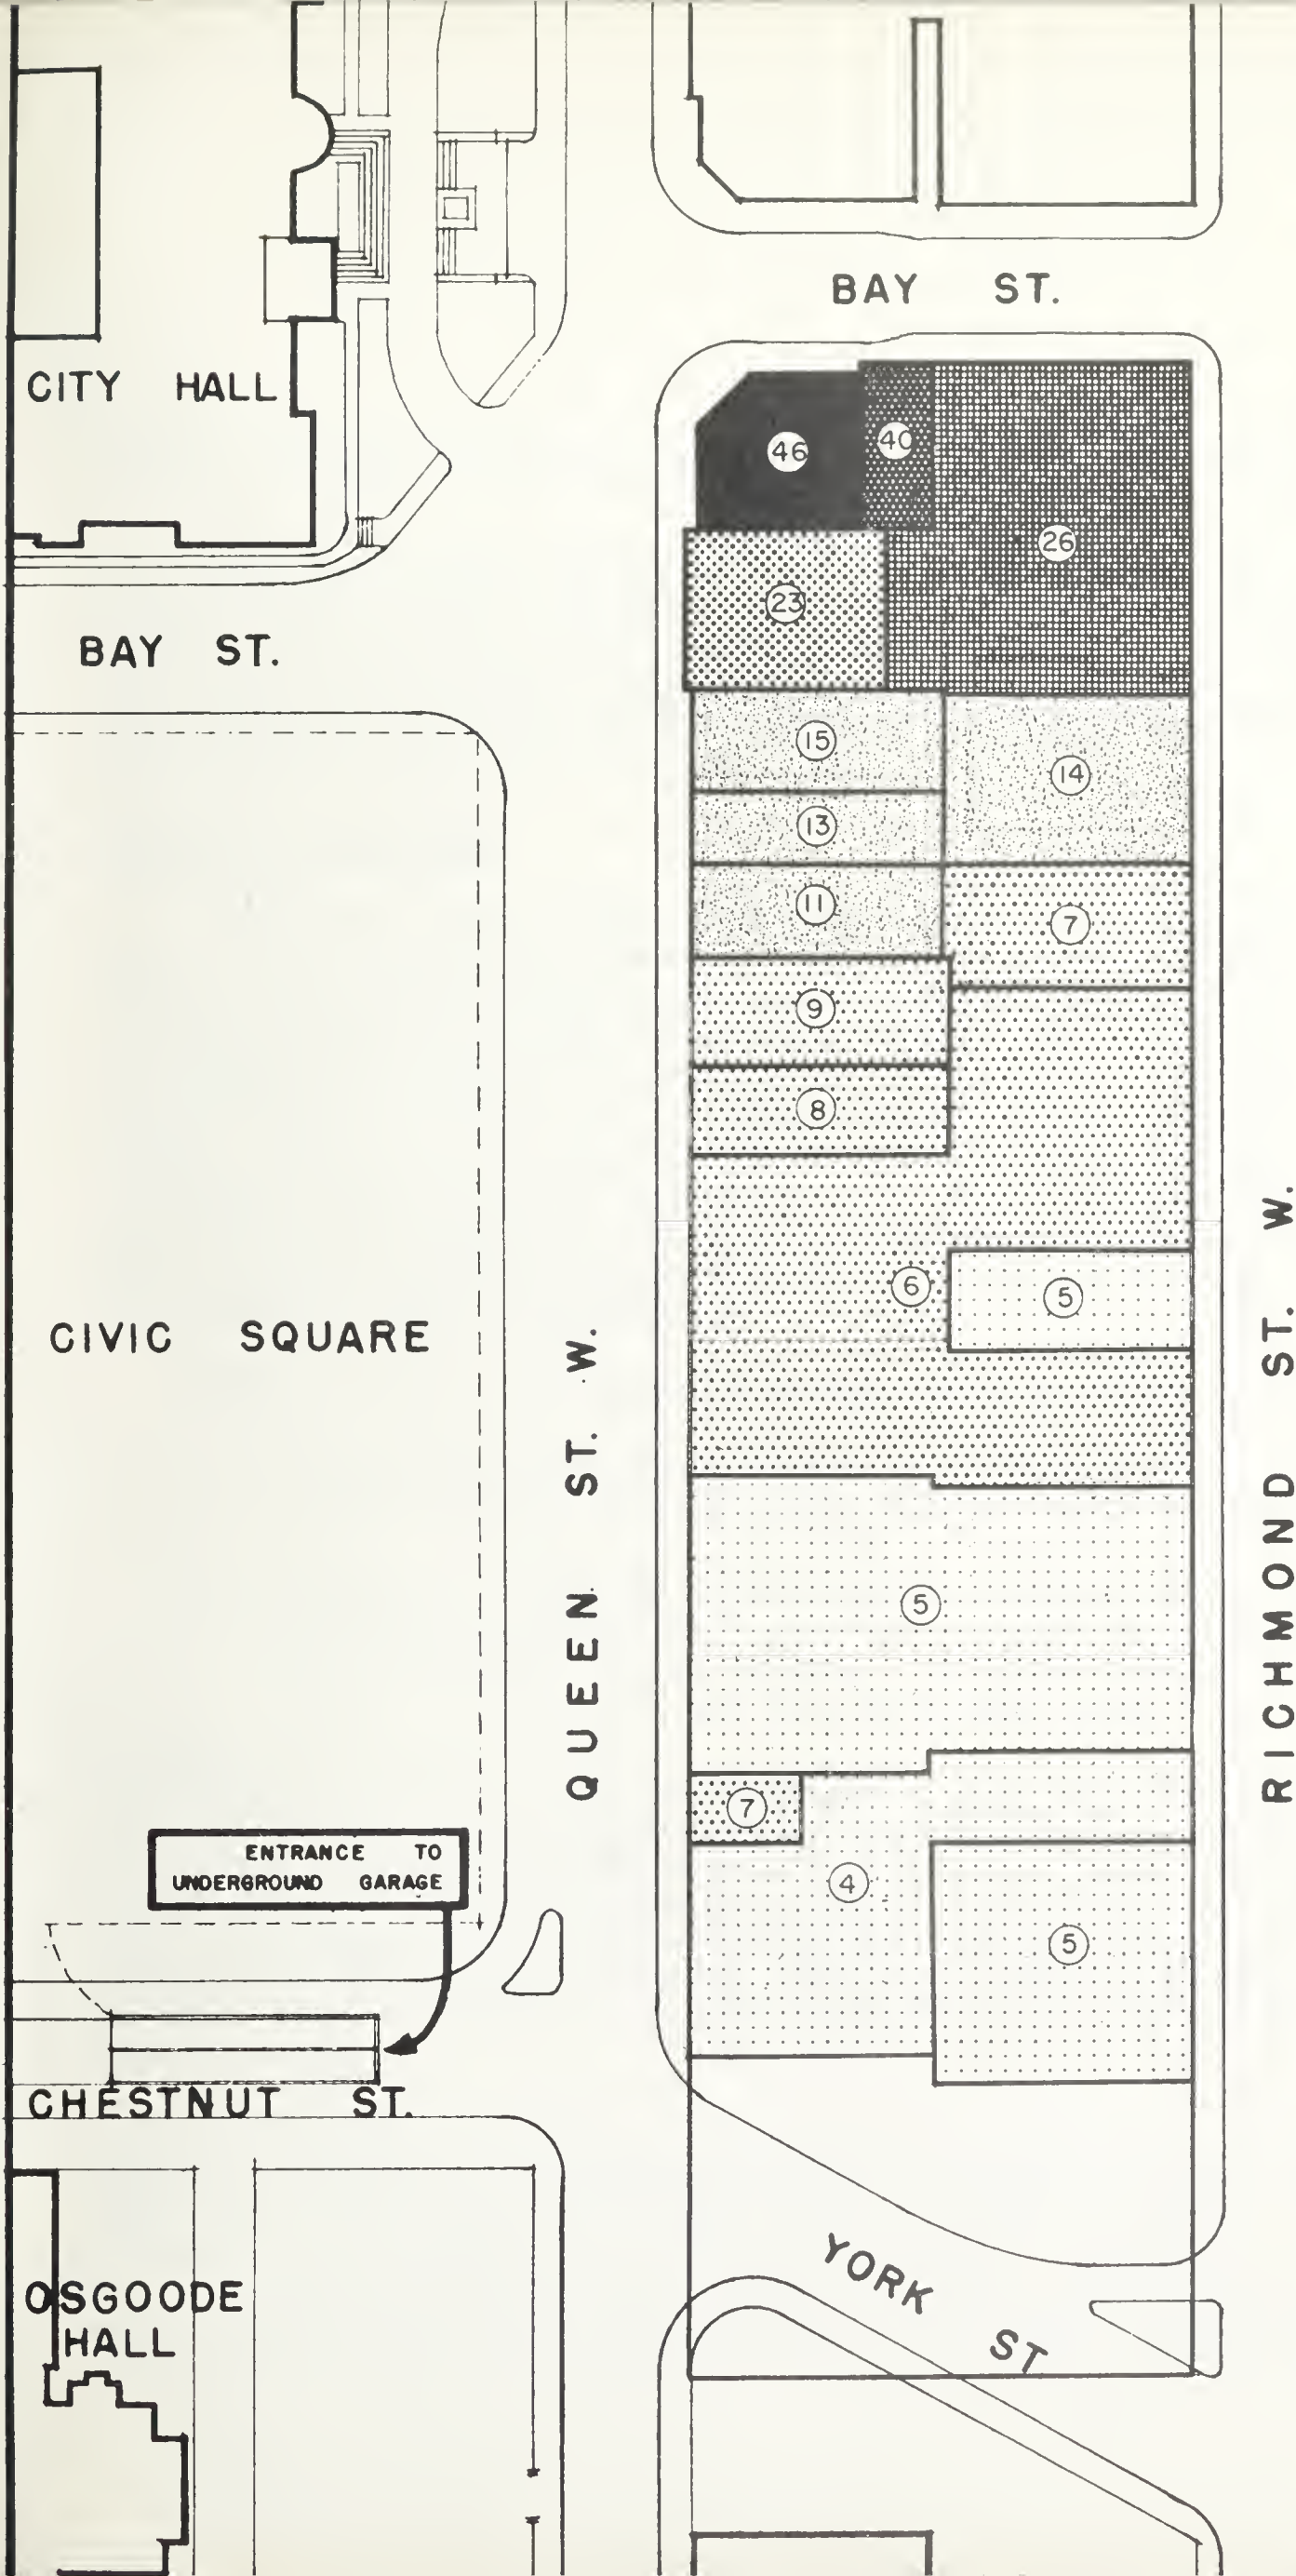 BAY ST.
CITY HALL
46
40
26
23
BAY ST.
15
14
13
11
7
9
8
6
5
CIVIC SQUARE
QUEEN ST. W.
RICHMOND ST. W.
5
7
4
5
ENTRANCE TO
UNDERGROUND GARAGE
CHESTNUT ST.
YORK ST
OSGOODE
HALL